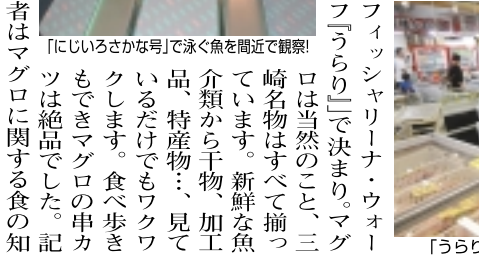 「にじいろさかな号」で泳ぐ魚を間近で観察!
フィッシャリーナ・ウォー
フ『うらり』で決まり。マグ
ロは当然のこと、三
崎名物はすべて揃っ
ています。新鮮な魚
介類から干物、加工
品、特産物…、見て
いるだけでもワクワ
クします。食べ歩き
もできマグロの串カ
ツは絶品でした。記
者はマグロに関する食の知
「うらり